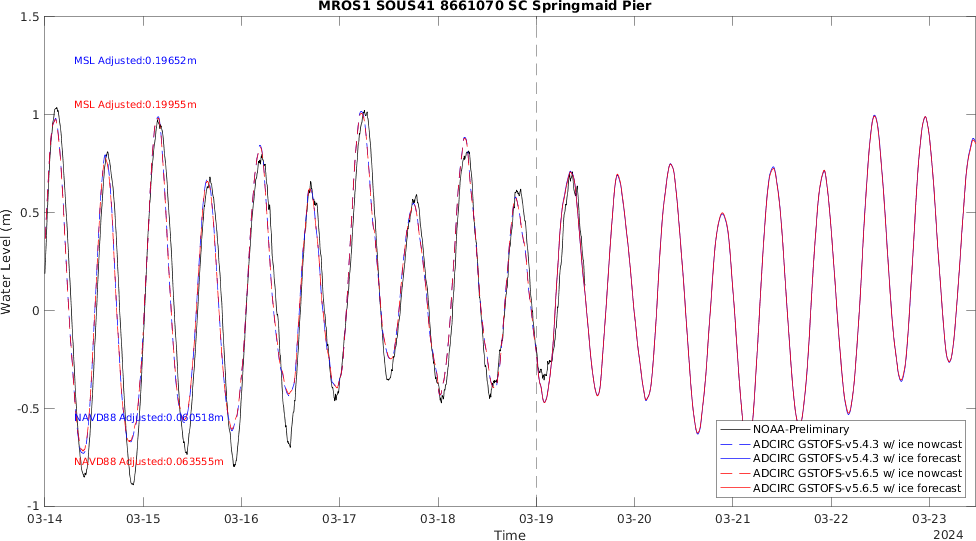 MROS1 SOUS41 8661070 SC Springmaid Pier
1.5
MSL Adjusted:0.19652m
MSL Adjusted:0.19955m
1
0.5
Water Level (m)
0
-0.5
NAVD88 Adjusted:0.060518m
NAVD88 Adjusted:0.063555m
-1
NOAA-Preliminary
ADCIRC GSTOFS-v5.4.3 w/ ice nowcast
ADCIRC GSTOFS-v5.4.3 w/ ice forecast
ADCIRC GSTOFS-v5.6.5 w/ ice nowcast
ADCIRC GSTOFS-v5.6.5 w/ ice forecast
03-14 03-15 03-16 03-17 03-18 03-19 03-20 03-21 03-22 03-23
Time
2024